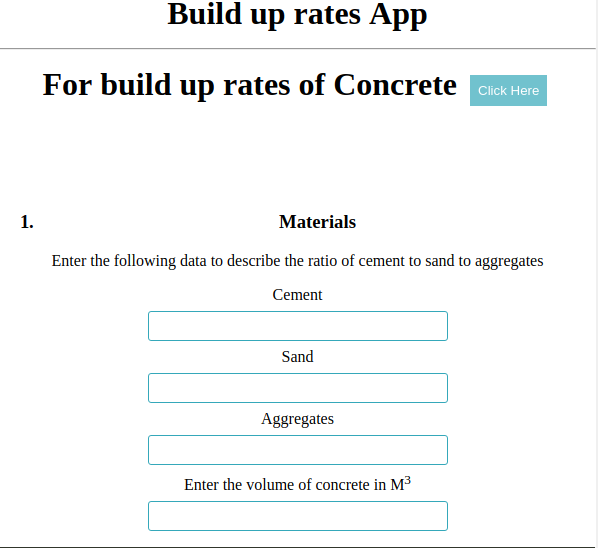 Build up rates App
For build up rates of Concrete Click Here
1. Materials
Enter the following data to describe the ratio of cement to sand to aggregates
Cement
Sand
Aggregates
Enter the volume of concrete in M³